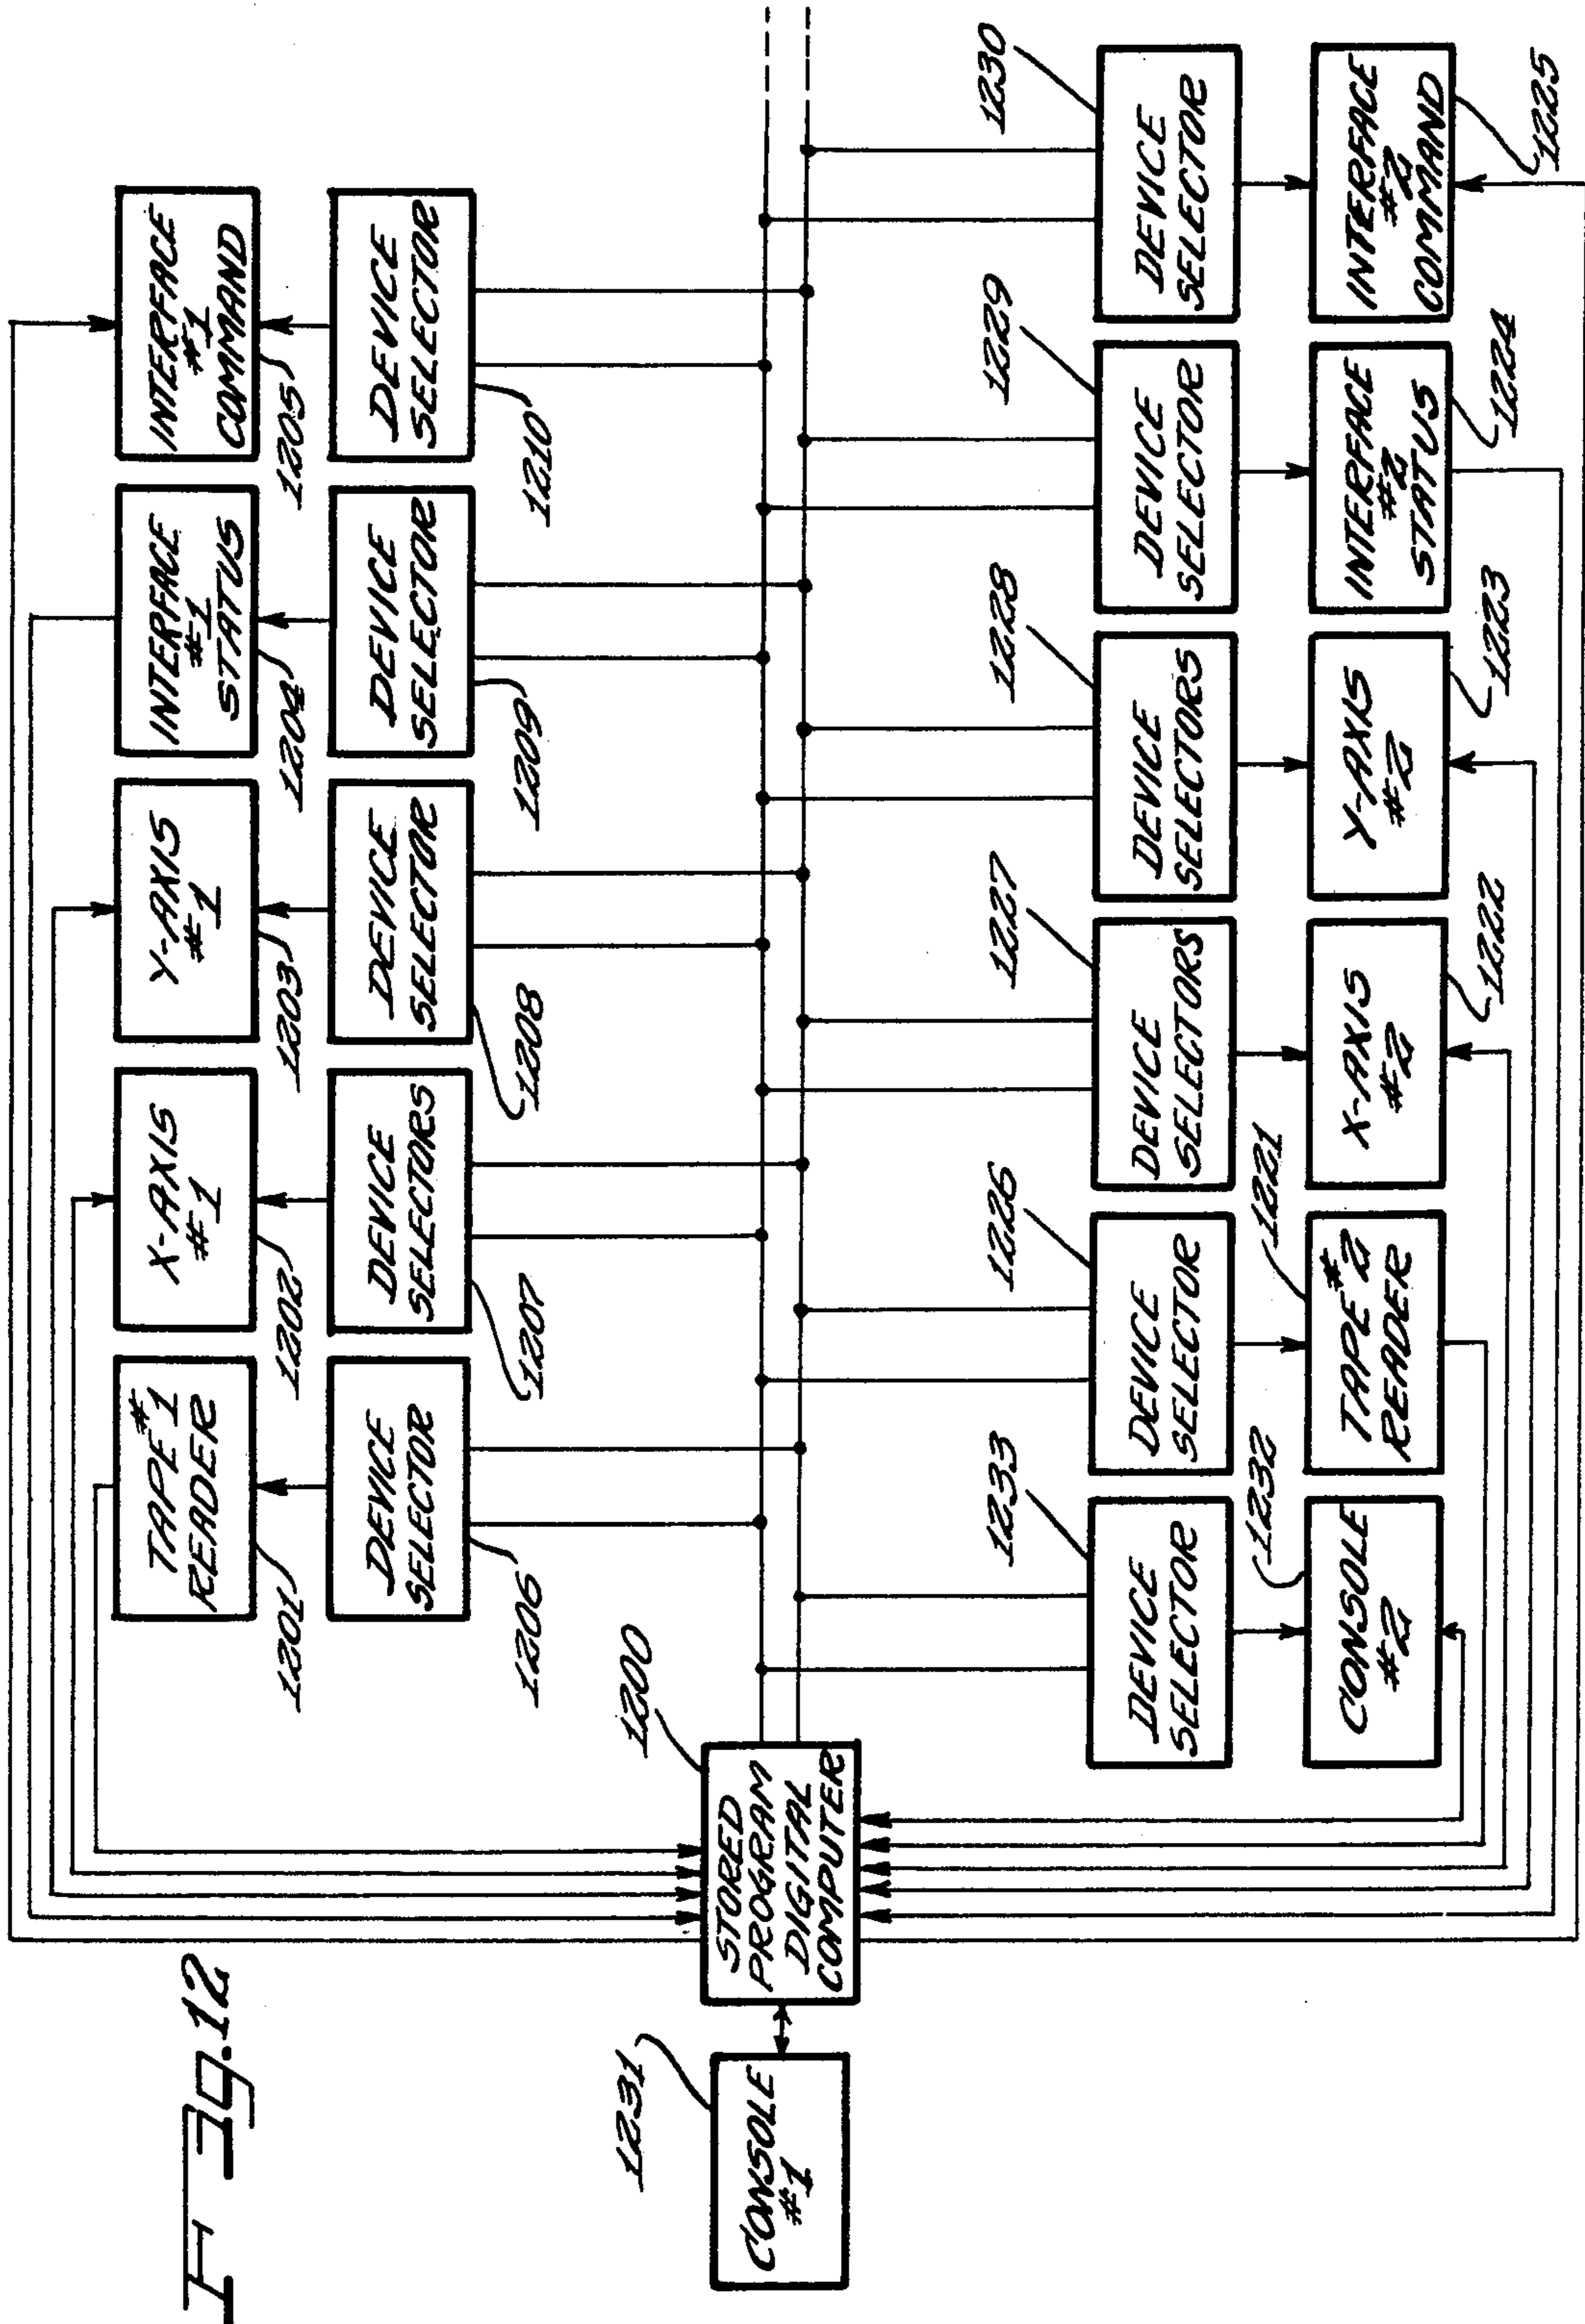 Fig. 12
TAPE #1
READER
1201
X-AXIS
#1
1202
Y-AXIS
#1
1203
INTERFACE
#1
STATUS
1204
INTERFACE
#1
COMMAND
1205
DEVICE
SELECTOR
1206
DEVICE
SELECTORS
1207
DEVICE
SELECTOR
1208
DEVICE
SELECTOR
1209
DEVICE
SELECTOR
1210
CONSOLE
#1
1231
STORED
PROGRAM
DIGITAL
COMPUTER
1200
DEVICE
SELECTOR
1233
DEVICE
SELECTOR
1226
DEVICE
SELECTORS
1227
DEVICE
SELECTORS
1228
DEVICE
SELECTOR
1229
DEVICE
SELECTOR
1230
CONSOLE
#2
1232
TAPE #2
READER
1221
X-AXIS
#2
1222
Y-AXIS
#2
1223
INTERFACE
#2
STATUS
1224
INTERFACE
#2
COMMAND
1225